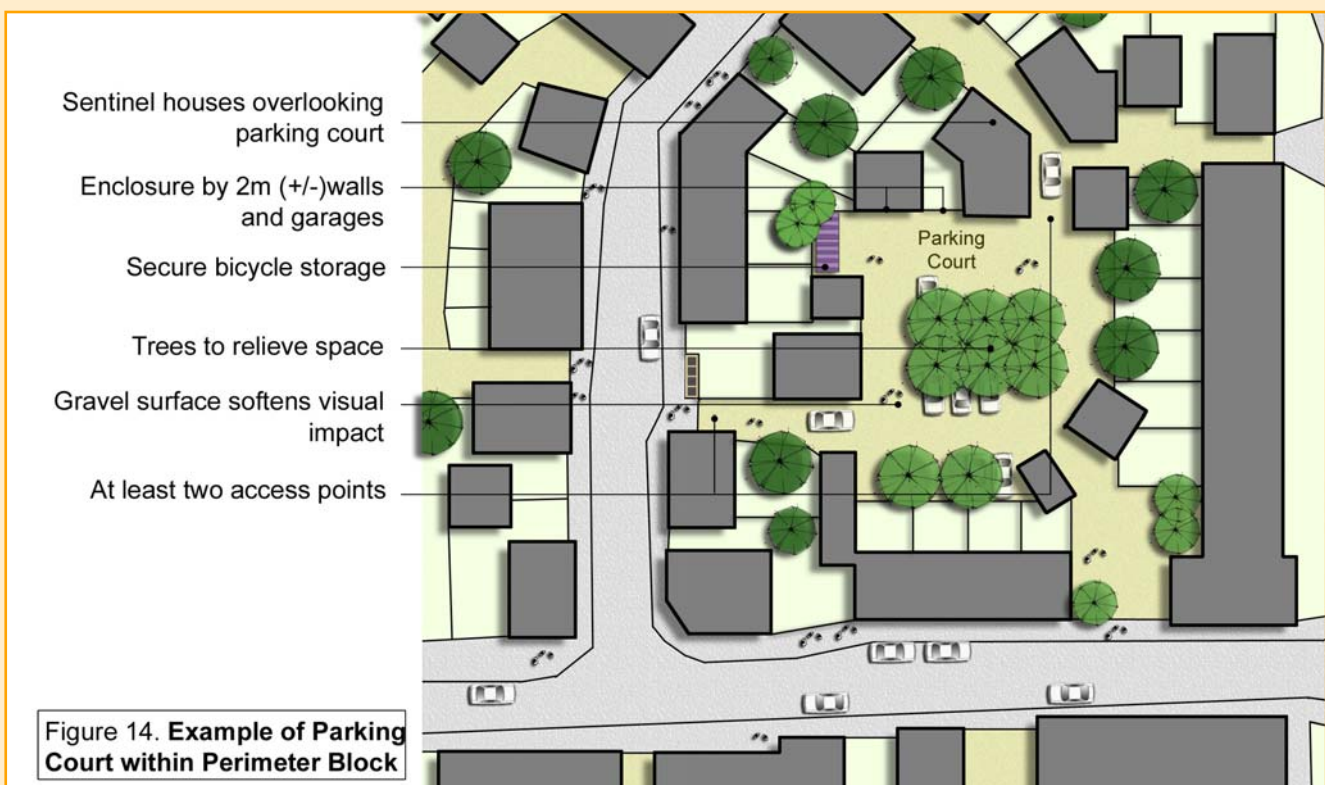 Sentinel houses overlooking
parking court
Enclosure by 2m (+/-)walls
and garages
Secure bicycle storage
Trees to relieve space
Gravel surface softens visual
impact
At least two access points
Parking
Court
Figure 14. Example of Parking
Court within Perimeter Block